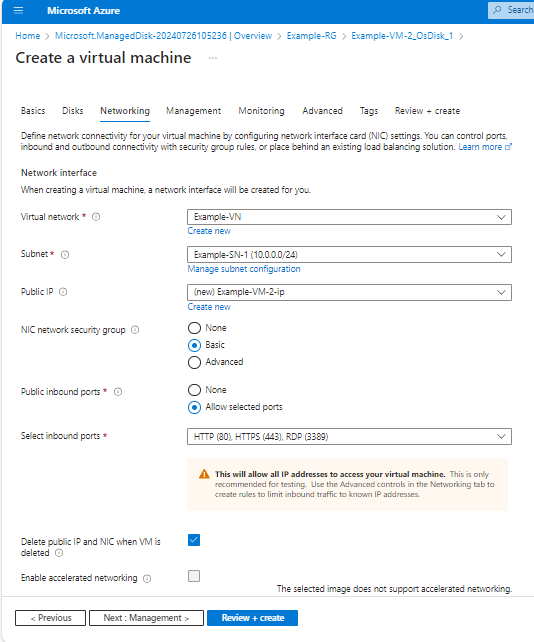 Microsoft Azure
Search
Home > Microsoft.ManagedDisk-20240726105236 | Overview > Example-RG > Example-VM-2_OsDisk_1 >
Create a virtual machine ...
Basics Disks Networking Management Monitoring Advanced Tags Review + create
Define network connectivity for your virtual machine by configuring network interface card (NIC) settings. You can control ports,
inbound and outbound connectivity with security group rules, or place behind an existing load balancing solution. Learn more
Network interface
When creating a virtual machine, a network interface will be created for you.
Virtual network * Example-VN
Create new
Subnet * Example-SN-1 (10.0.0.0/24)
Manage subnet configuration
Public IP (new) Example-VM-2-ip
Create new
NIC network security group None
Basic
Advanced
Public inbound ports * None
Allow selected ports
Select inbound ports * HTTP (80), HTTPS (443), RDP (3389)
This will allow all IP addresses to access your virtual machine. This is only
recommended for testing. Use the Advanced controls in the Networking tab to
create rules to limit inbound traffic to known IP addresses.
Delete public IP and NIC when VM is
deleted
Enable accelerated networking
The selected image does not support accelerated networking.
< Previous Next : Management > Review + create